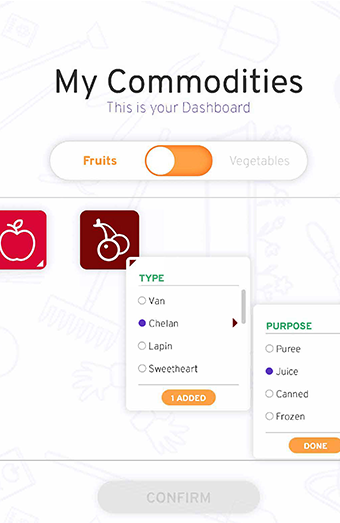 My Commodities
This is your Dashboard
Fruits
Vegetables
TYPE
Van
Chelan
Lapin
Sweetheart
1 ADDED
PURPOSE
Puree
Juice
Canned
Frozen
DONE
CONFIRM